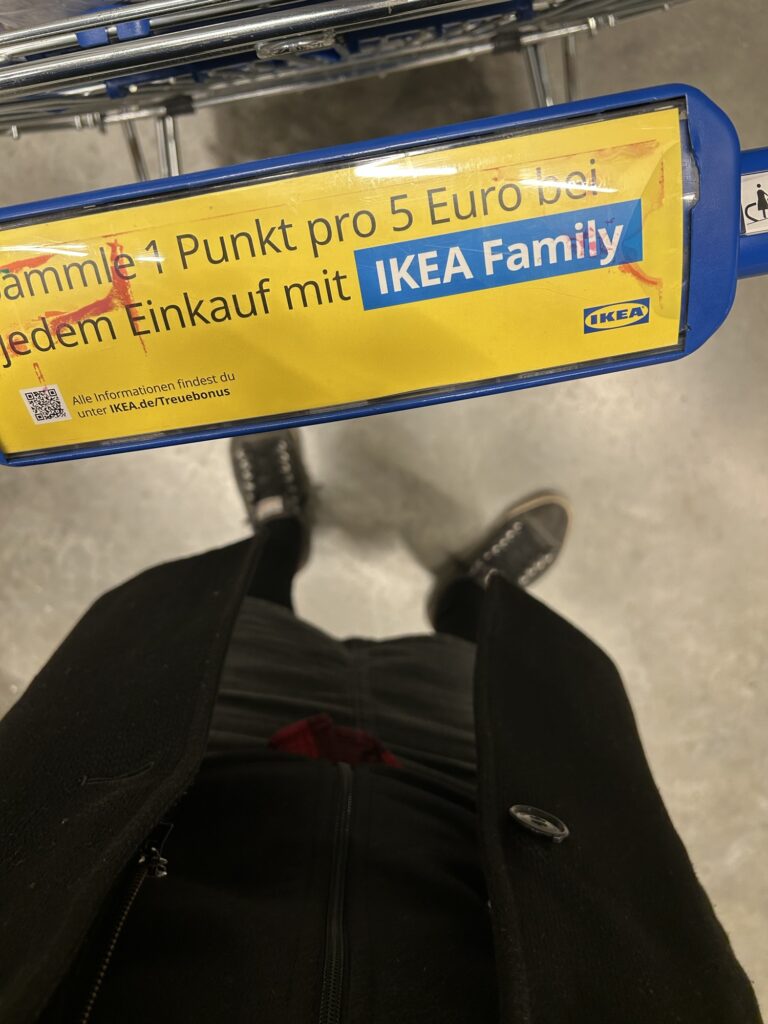 Sammle 1 Punkt pro 5 Euro bei
jedem Einkauf mit IKEA Family
IKEA
Alle Informationen findest du
unter IKEA.de/Treuebonus